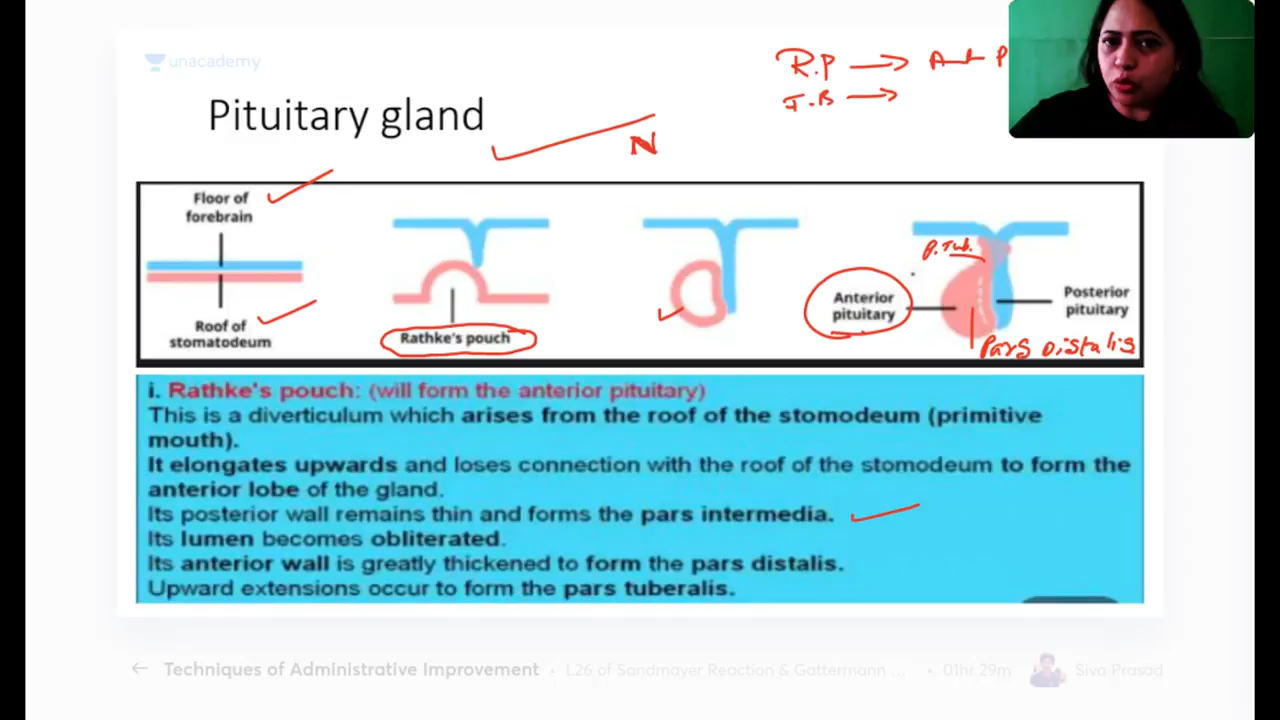 unacademy
R.P → Ant P
I.B →
Pituitary gland
N
Floor of
forebrain
Roof of
stomatodeum
Rathke's pouch
P. Tub.
Anterior
pituitary
Posterior
pituitary
Pars Distalis
i. Rathke's pouch: (will form the anterior pituitary)
This is a diverticulum which arises from the roof of the stomodeum (primitive
mouth).
It elongates upwards and loses connection with the roof of the stomodeum to form the
anterior lobe of the gland.
Its posterior wall remains thin and forms the pars intermedia.
Its lumen becomes obliterated.
Its anterior wall is greatly thickened to form the pars distalis.
Upward extensions occur to form the pars tuberalis.
← Techniques of Administrative Improvement • L26 of Sandmayer Reaction & Gattermann ... • 01hr 29m Siva Prasad